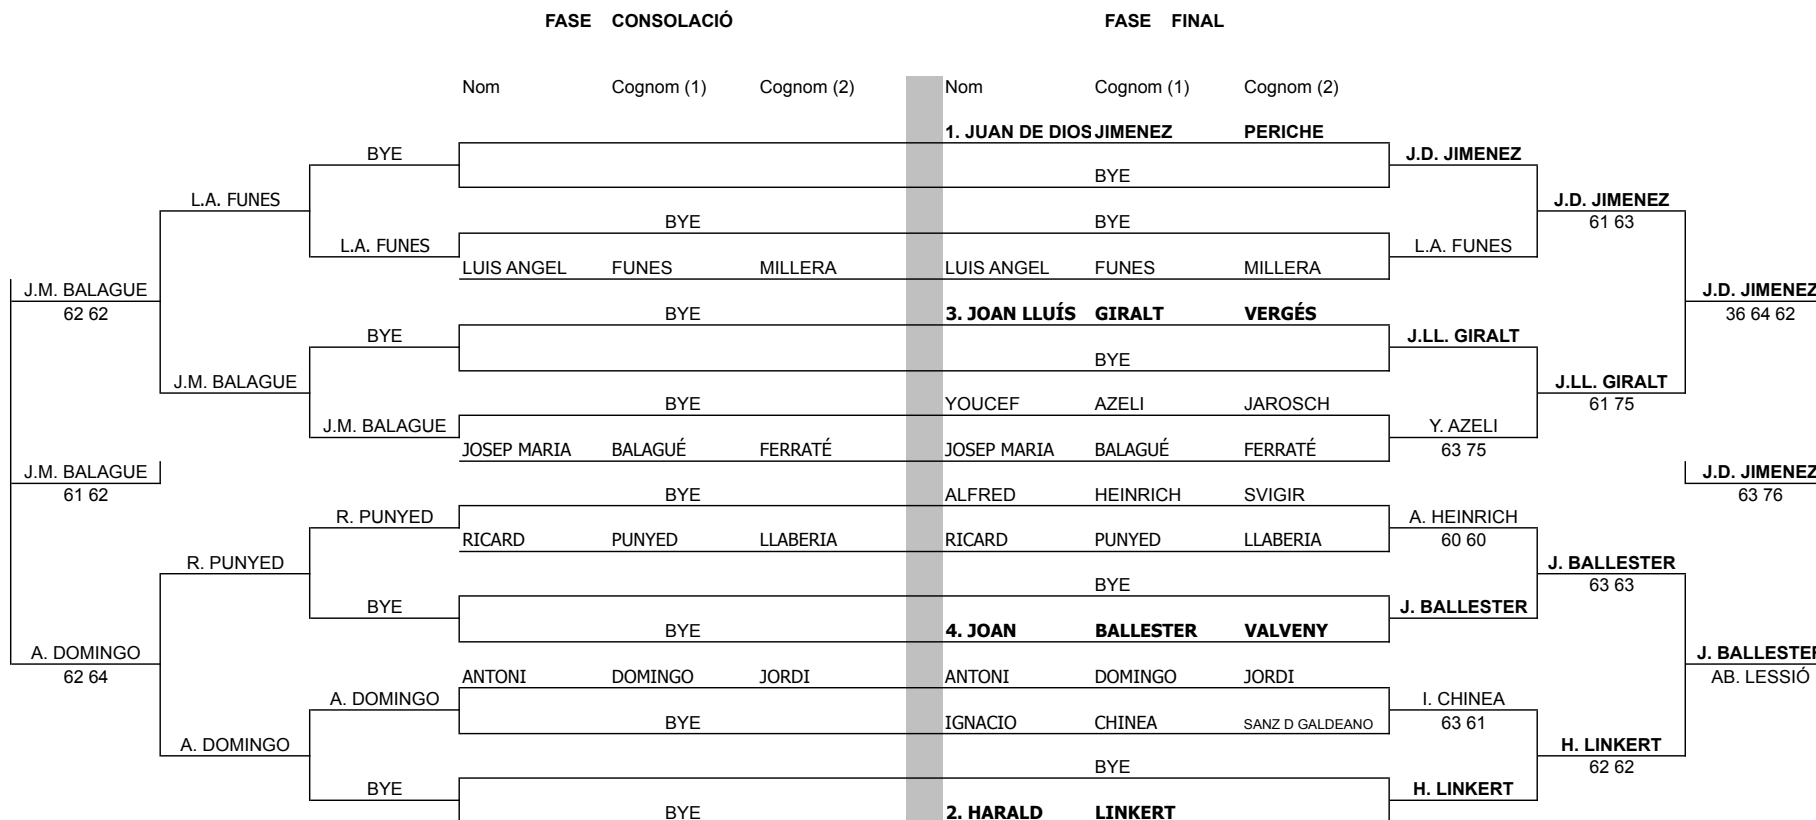 FASE CONSOLACIÓ FASE FINAL
Nom Cognom (1) Cognom (2) Nom Cognom (1) Cognom (2)
1. JUAN DE DIOS JIMENEZ PERICHE
BYE J.D. JIMENEZ
BYE
L.A. FUNES J.D. JIMENEZ
BYE BYE 61 63
L.A. FUNES L.A. FUNES
LUIS ANGEL FUNES MILLERA LUIS ANGEL FUNES MILLERA
J.M. BALAGUE J.D. JIMENEZ
62 62 BYE 3. JOAN LLUÍS GIRALT VERGÉS 36 64 62
BYE J.LL. GIRALT
BYE
J.M. BALAGUE J.LL. GIRALT
BYE YOUCEF AZELI JAROSCH 61 75
J.M. BALAGUE Y. AZELI
JOSEP MARIA BALAGUÉ FERRATÉ JOSEP MARIA BALAGUÉ FERRATÉ 63 75
J.M. BALAGUE J.D. JIMENEZ
61 62 BYE ALFRED HEINRICH SVIGIR 63 76
R. PUNYED A. HEINRICH
RICARD PUNYED LLABERIA RICARD PUNYED LLABERIA 60 60
R. PUNYED J. BALLESTER
BYE 63 63
BYE J. BALLESTER
BYE 4. JOAN BALLESTER VALVENY
A. DOMINGO J. BALLESTER
62 64 ANTONI DOMINGO JORDI ANTONI DOMINGO JORDI AB. LESSIÓ
A. DOMINGO I. CHINEA
BYE IGNACIO CHINEA SANZ D GALDEANO 63 61
A. DOMINGO H. LINKERT
BYE 62 62
BYE H. LINKERT
BYE 2. HARALD LINKERT